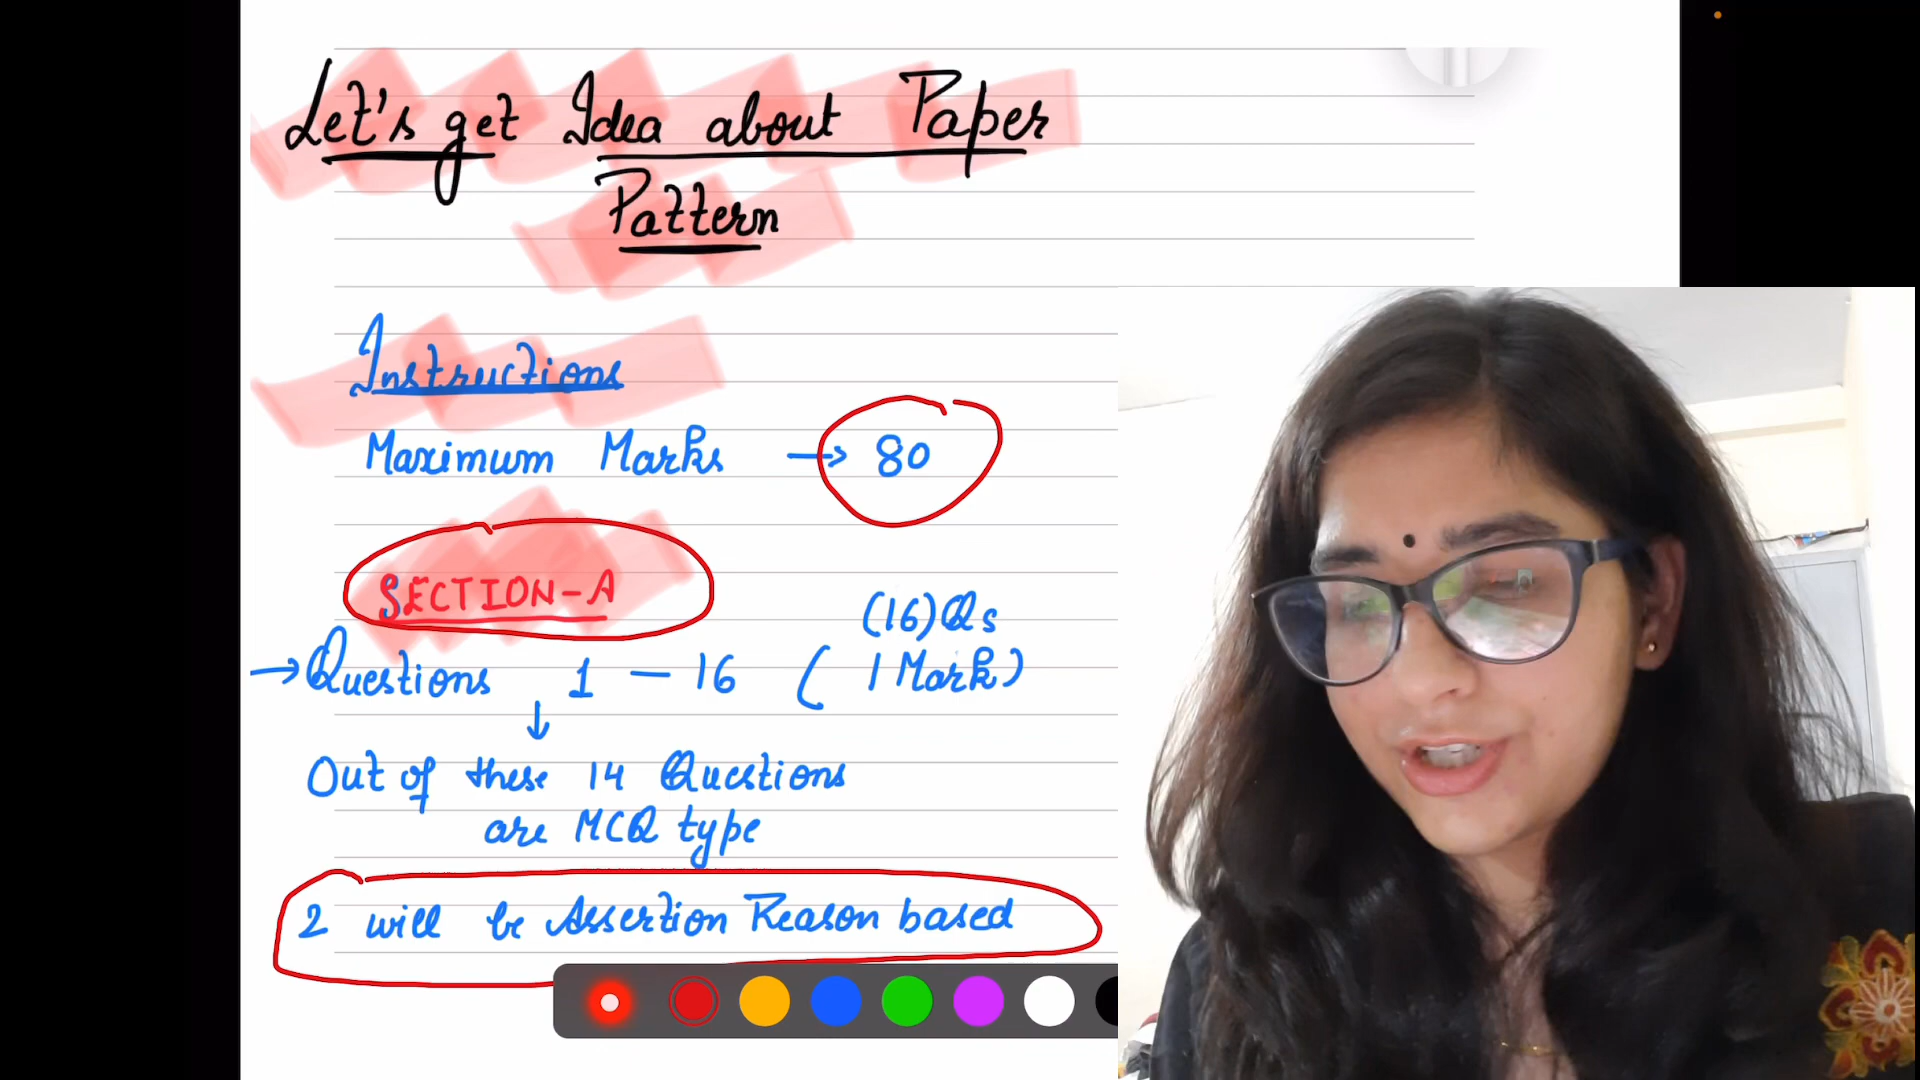 Let's get Idea about Paper
Pattern
Instructions
Maximum Marks → 80
SECTION-A
(16)Qs
→ Questions 1 — 16 ( 1 Mark)
↓
Out of these 14 Questions
are MCQ type
2 will be Assertion Reason based